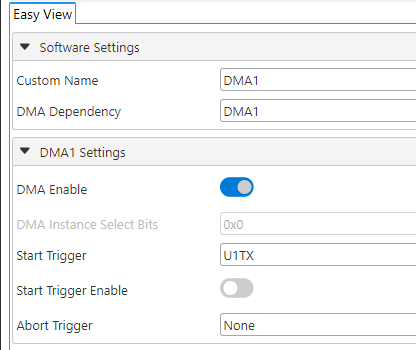 Easy View
Software Settings
Custom Name DMA1
DMA Dependency DMA1
DMA1 Settings
DMA Enable
DMA Instance Select Bits 0x0
Start Trigger U1TX
Start Trigger Enable
Abort Trigger None